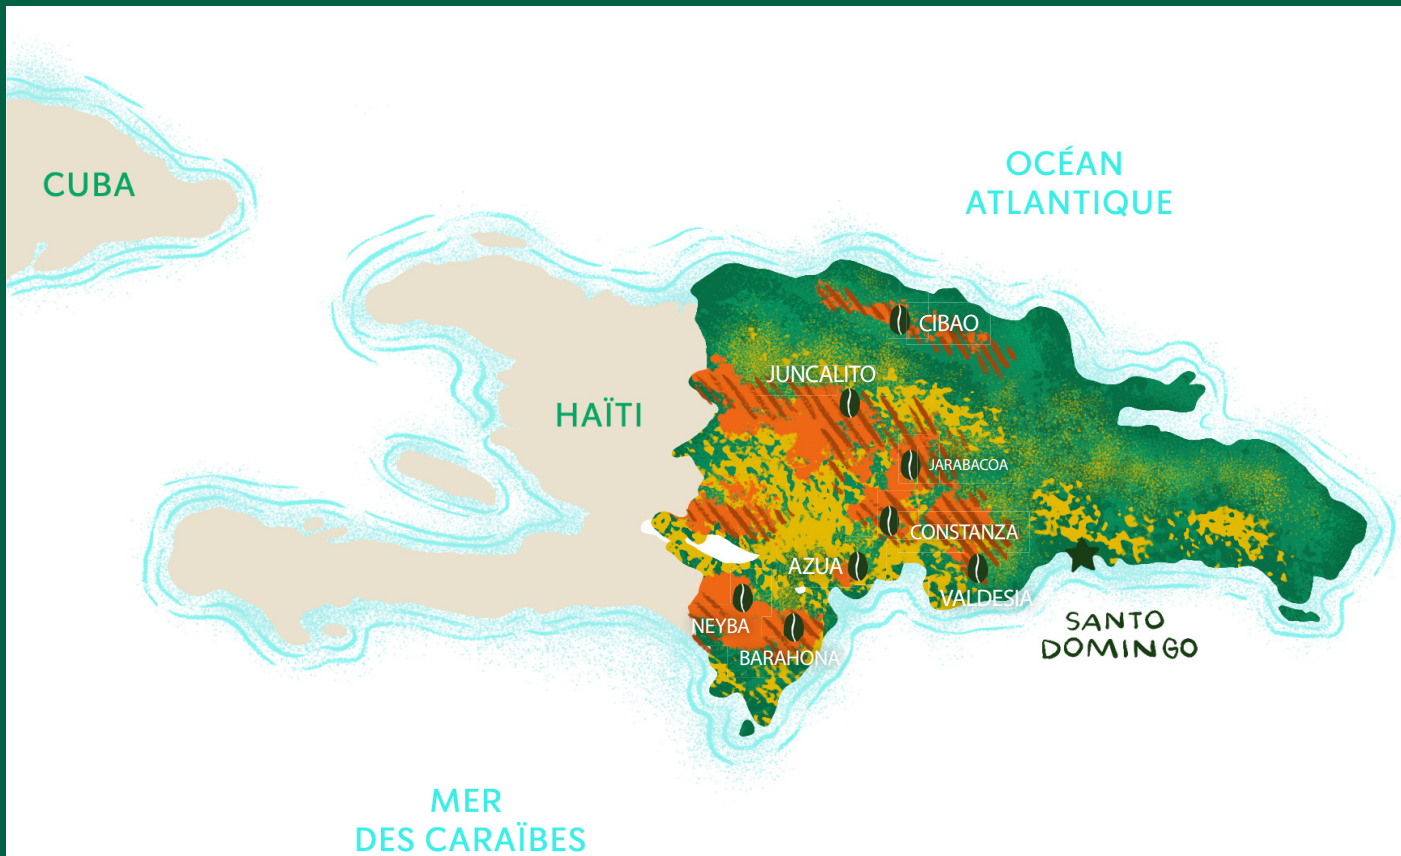 OCÉAN
ATLANTIQUE
CUBA
CIBAO
JUNCALITO
HAÏTI
JARABACOA
CONSTANZA
AZUA
VALDESIA
SANTO
DOMINGO
NEYBA
BARAHONA
MER
DES CARAÏBES